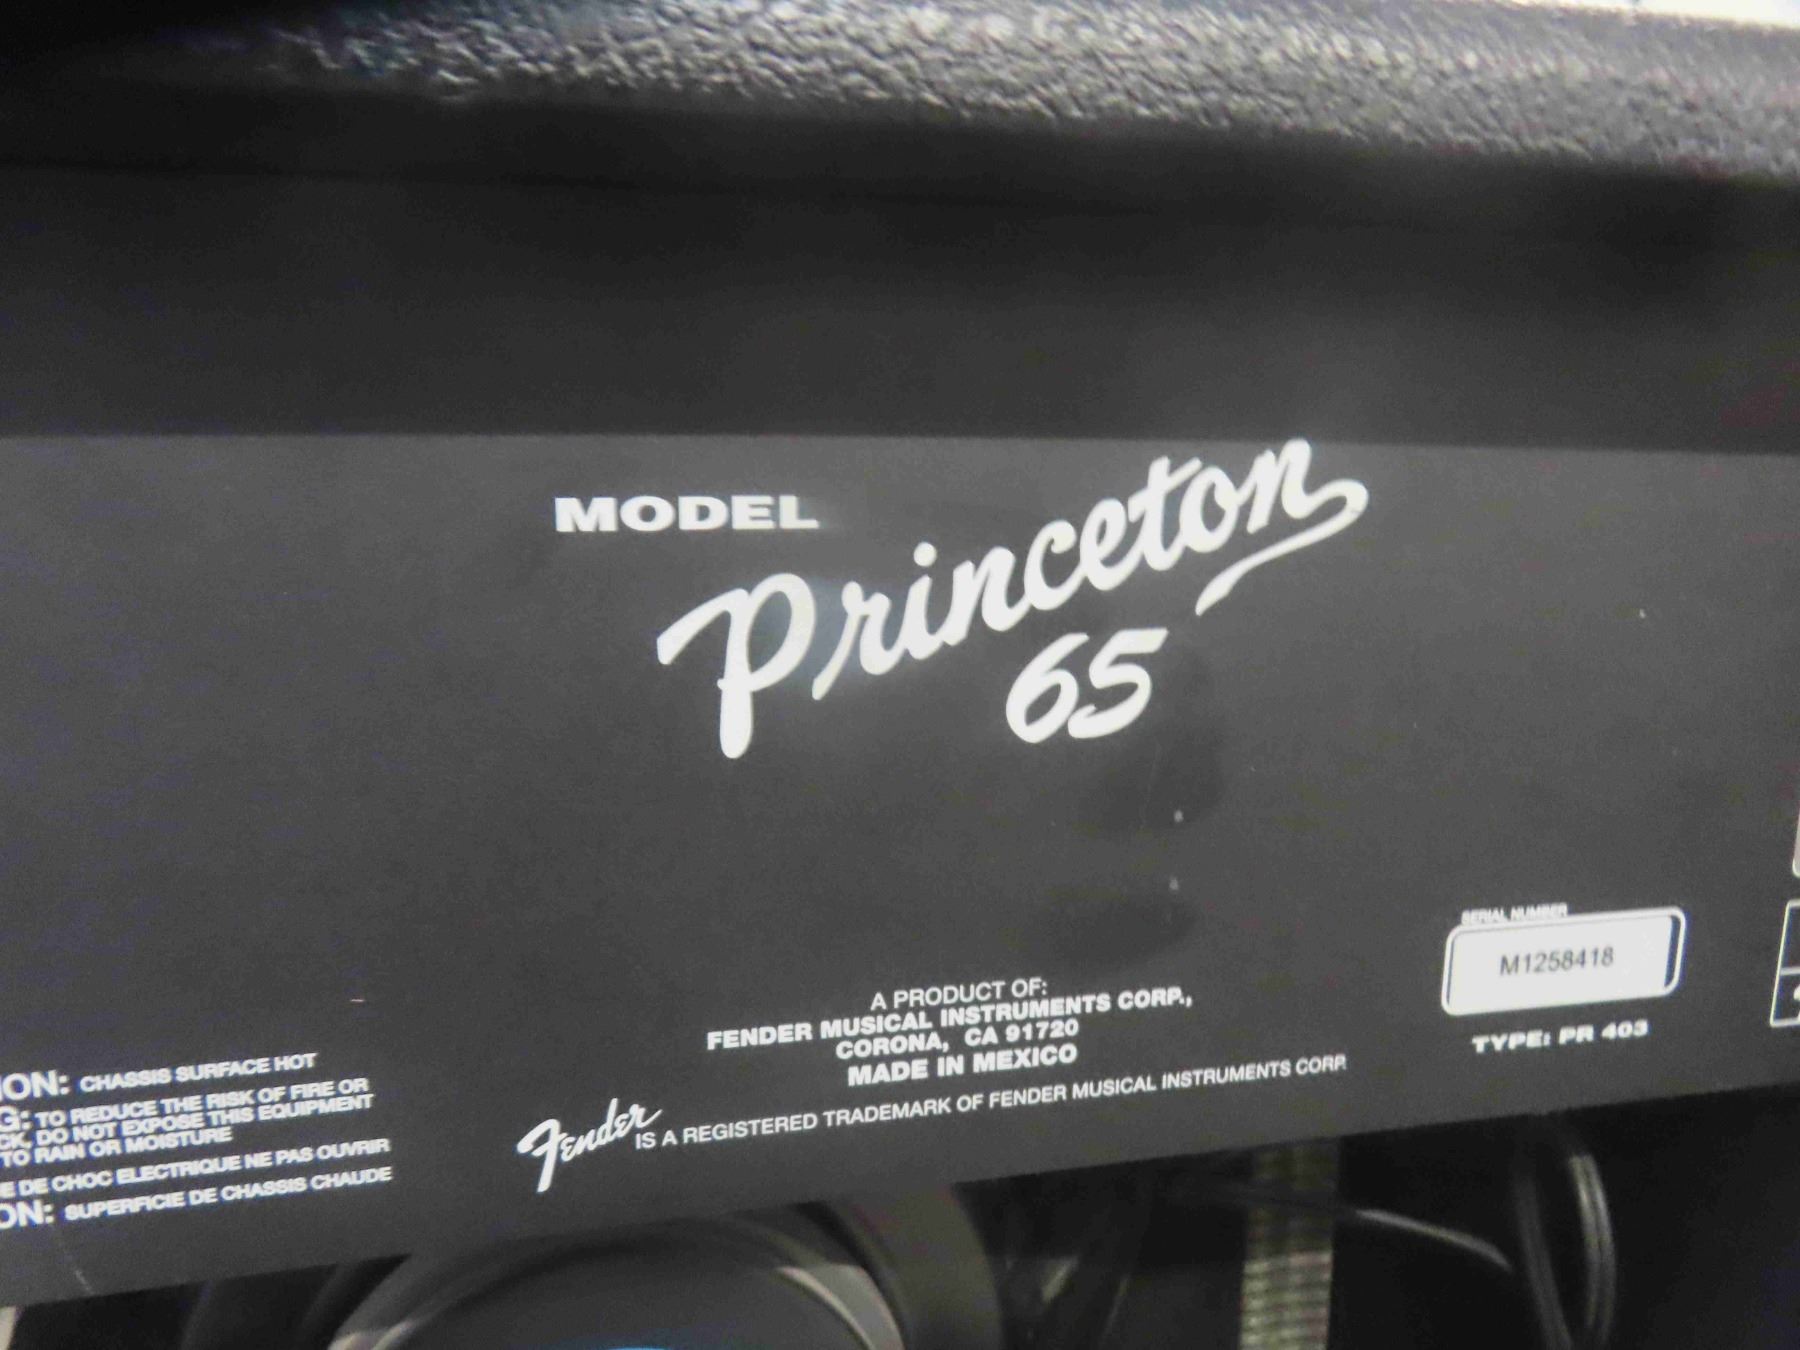 MODEL
Princeton
65
SERIAL NUMBER
M1258418
TYPE: PR 403
A PRODUCT OF:
FENDER MUSICAL INSTRUMENTS CORP.,
CORONA, CA 91720
MADE IN MEXICO
Fender IS A REGISTERED TRADEMARK OF FENDER MUSICAL INSTRUMENTS CORP.
ION: CHASSIS SURFACE HOT
G: TO REDUCE THE RISK OF FIRE OR
CK, DO NOT EXPOSE THIS EQUIPMENT
TO RAIN OR MOISTURE
E DE CHOC ELECTRIQUE NE PAS OUVRIR
ON: SUPERFICIE DE CHASSIS CHAUDE